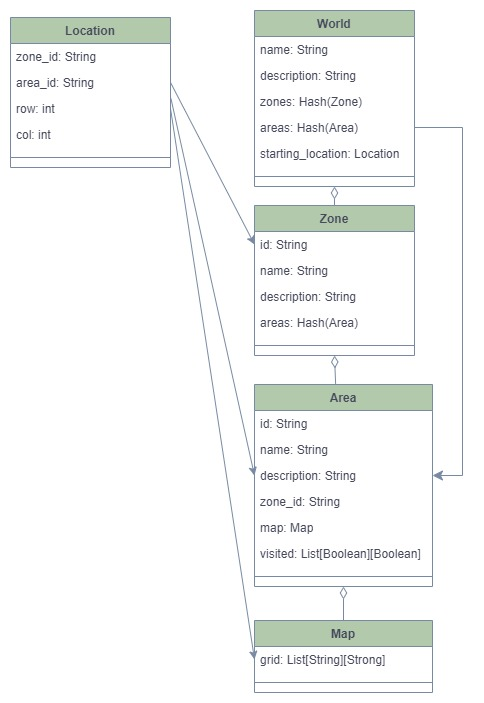 Location
zone_id: String
area_id: String
row: int
col: int
World
name: String
description: String
zones: Hash(Zone)
areas: Hash(Area)
starting_location: Location
Zone
id: String
name: String
description: String
areas: Hash(Area)
Area
id: String
name: String
description: String
zone_id: String
map: Map
visited: List[Boolean][Boolean]
Map
grid: List[String][Strong]